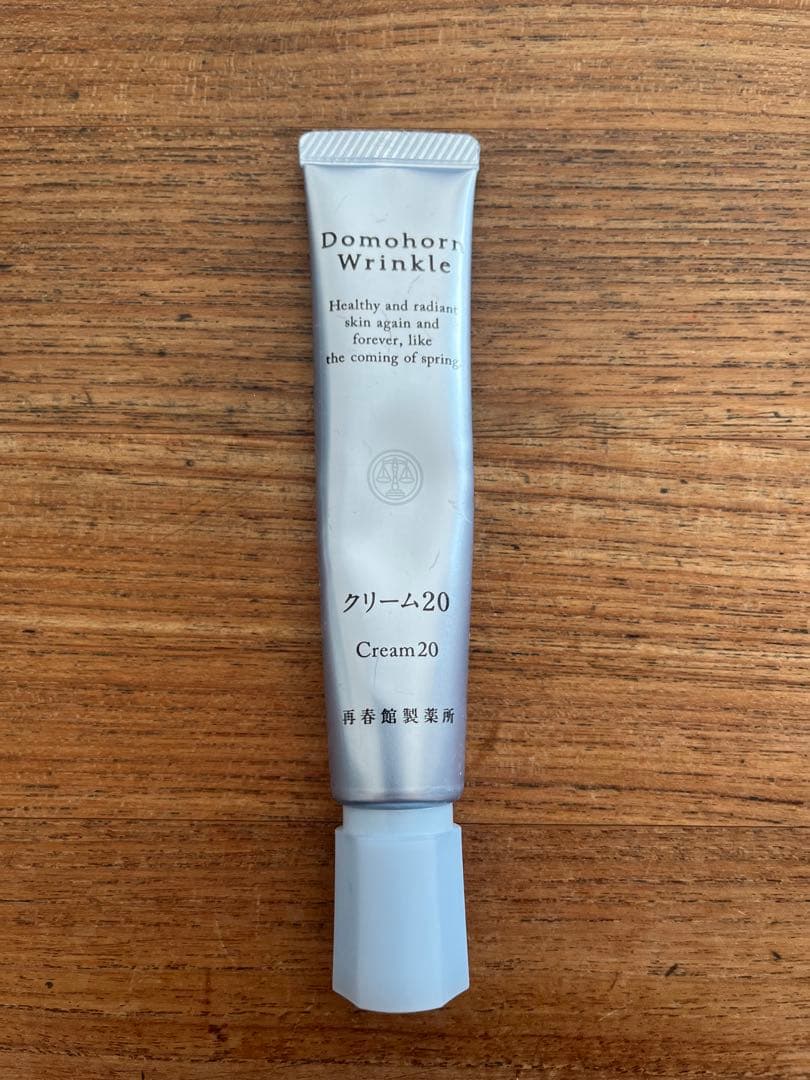 Domohorn
Wrinkle
Healthy and radiant
skin again and
forever, like
the coming of spring.
クリーム20
Cream20
再春館製薬所